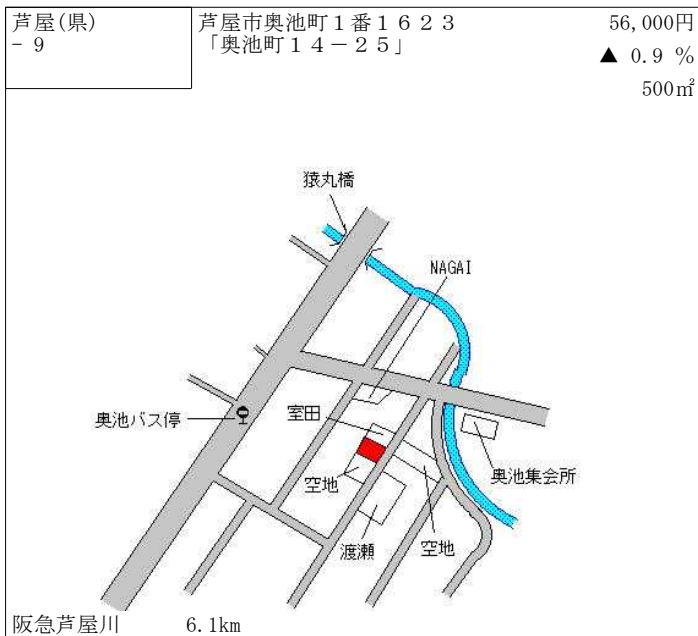 芦屋(県)
- 9
芦屋市奥池町１番１６２３
「奥池町１４－２５」
56,000円
▲ 0.9 %
500㎡
猿丸橋
NAGAI
奥池バス停
室田
空地
奥池集会所
渡瀬
空地
阪急芦屋川 6.1km